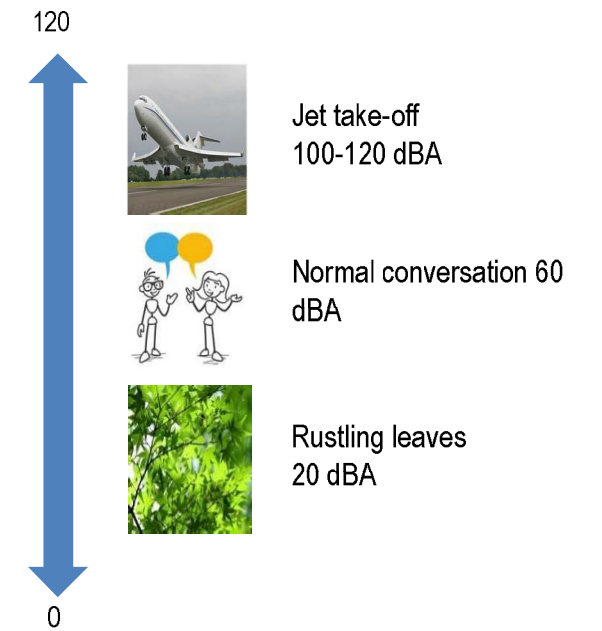 120
Jet take-off
100-120 dBA
Normal conversation 60
dBA
Rustling leaves
20 dBA
0